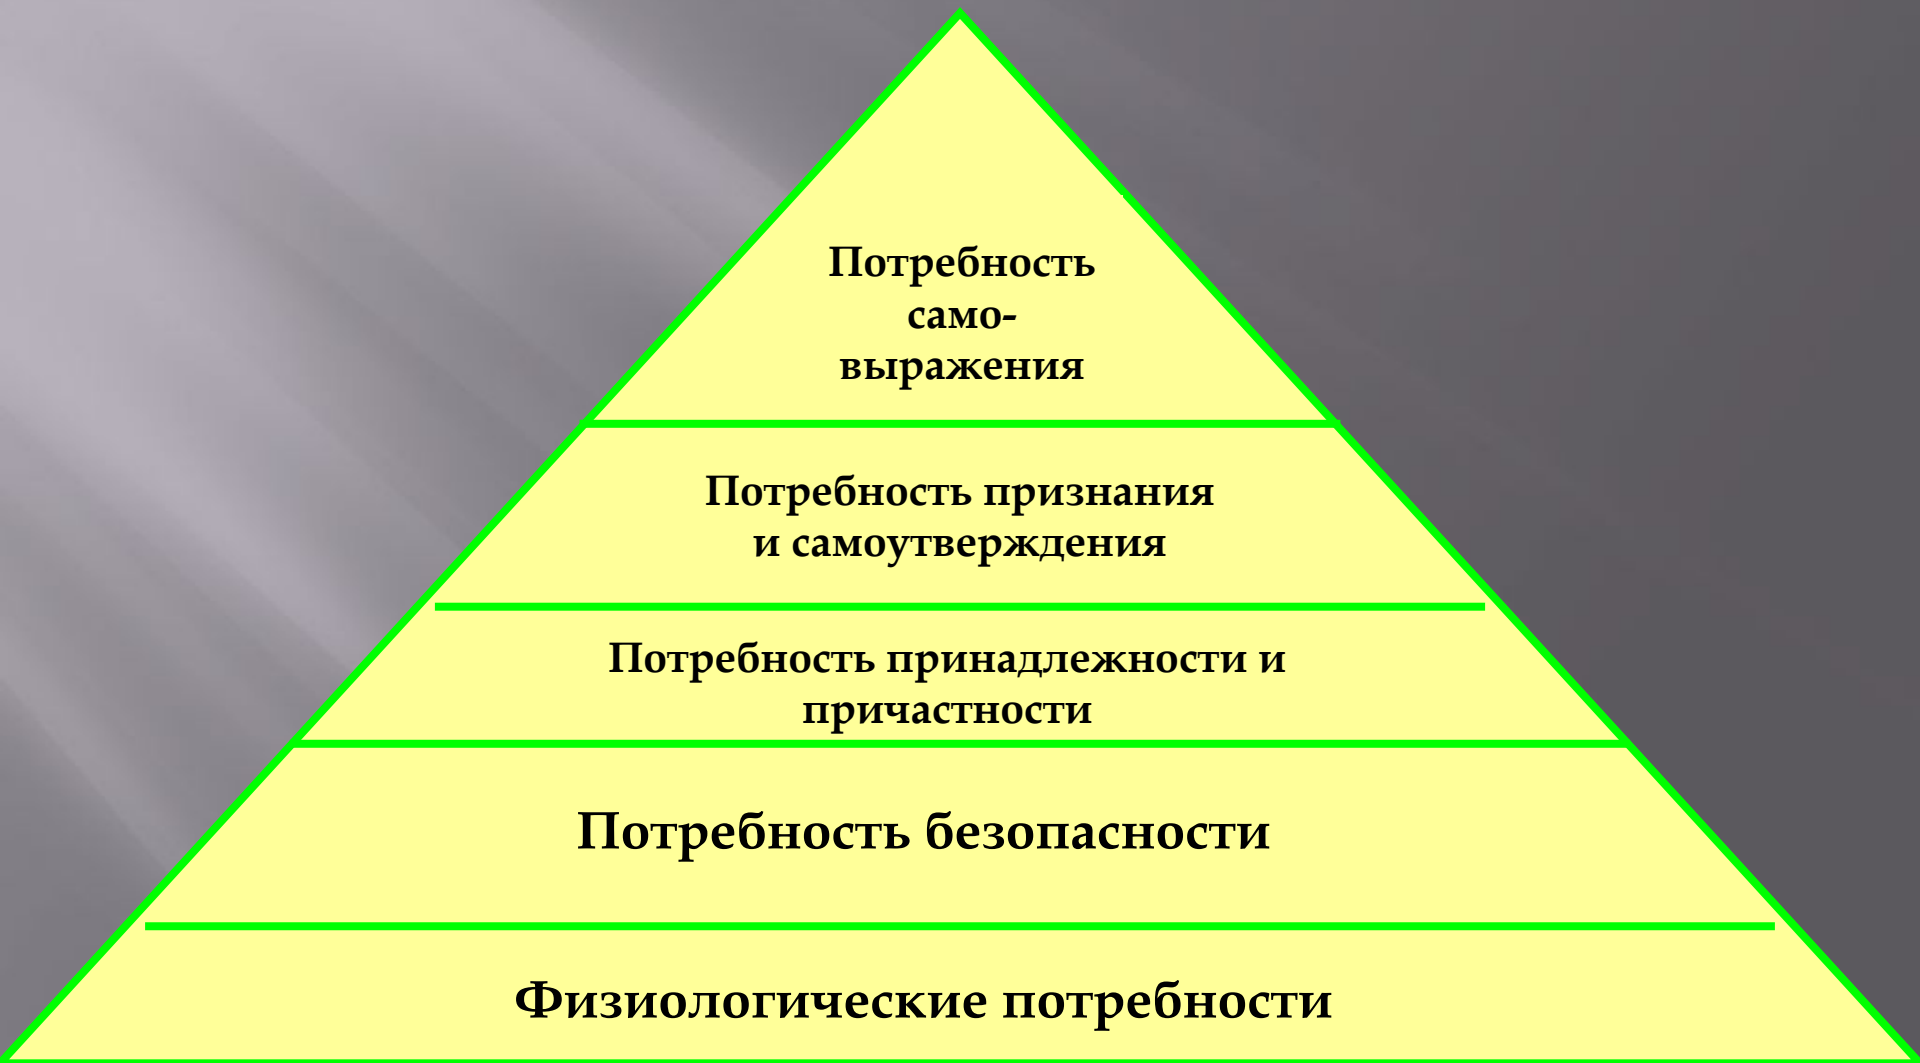 Потребность
само-
выражения
Потребность признания
и самоутверждения
Потребность принадлежности и
причастности
Потребность безопасности
Физиологические потребности